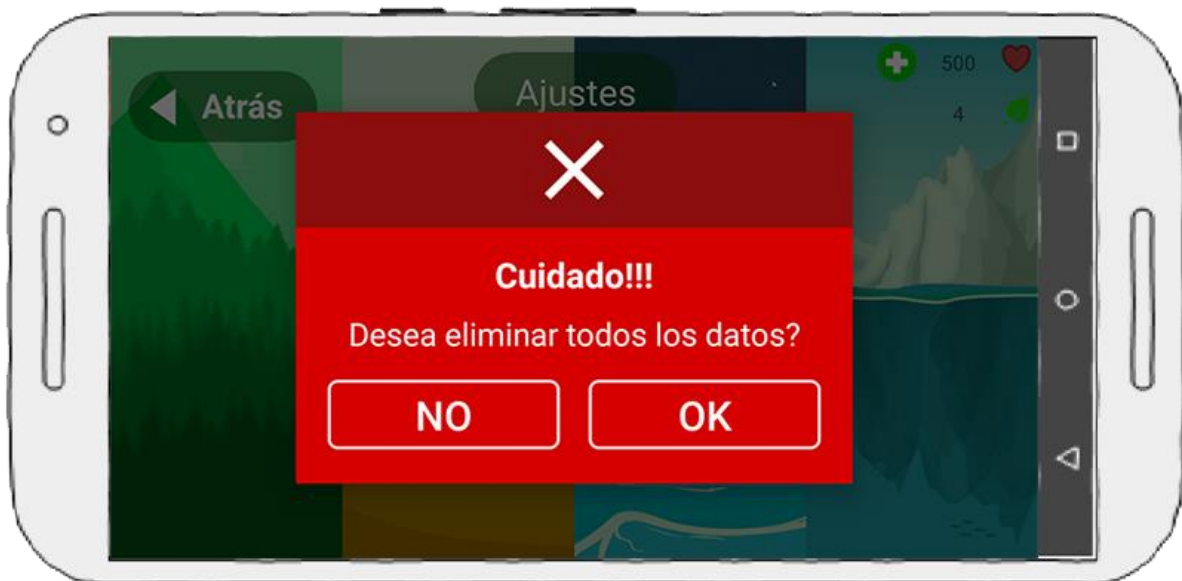 Atrás
Ajustes
500
4
Cuidado!!!
Desea eliminar todos los datos?
NO
OK